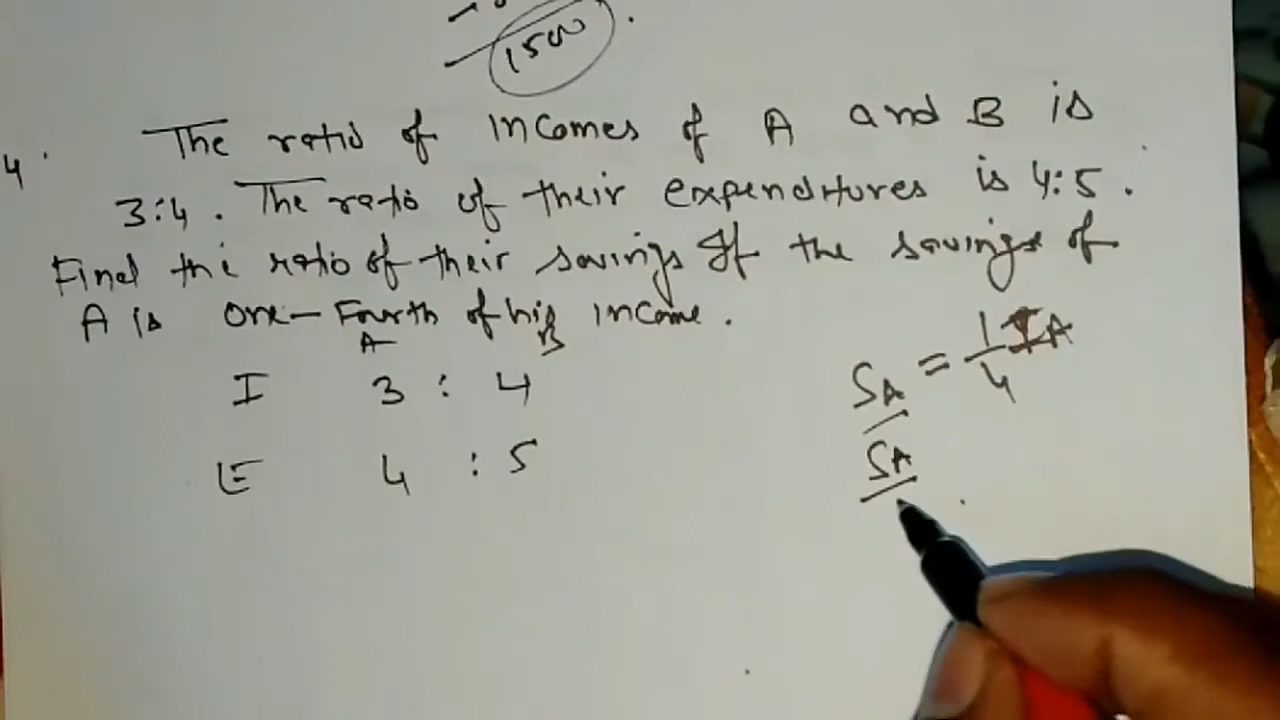 1500
4. The ratio of incomes of A and B is
3:4. The ratio of their expenditures is 4:5.
Find the ratio of their savings If the savings of
A is one-Fourth of his income.
A B
I 3 : 4
E 4 : 5
SA = 1/4 IA
SA